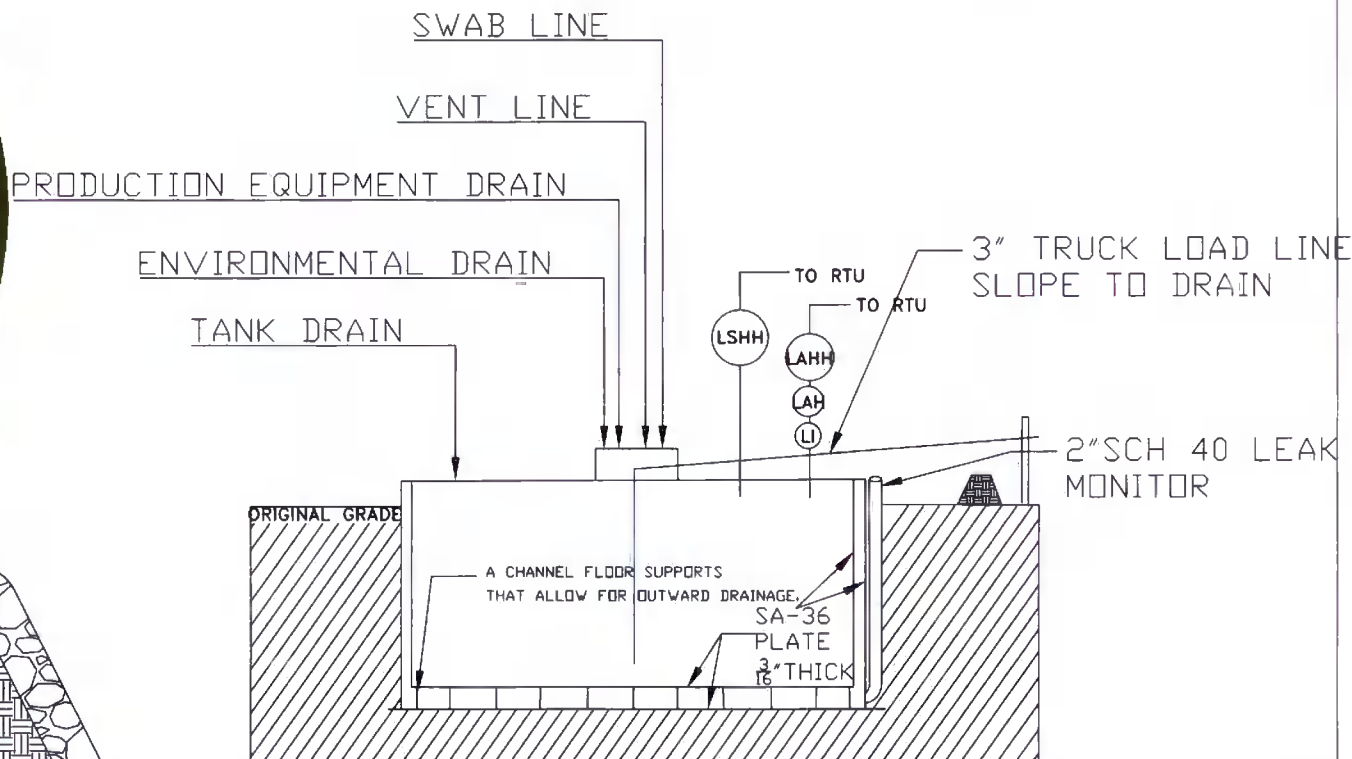 SWAB LINE
VENT LINE
PRODUCTION EQUIPMENT DRAIN
ENVIRONMENTAL DRAIN
TANK DRAIN
3" TRUCK LOAD LINE
SLOPE TO DRAIN
TO RTU
TO RTU
LSHH
LAHH
LAH
LI
2"SCH 40 LEAK
MONITOR
ORIGINAL GRADE
A CHANNEL FLOOR SUPPORTS
THAT ALLOW FOR OUTWARD DRAINAGE.
SA-36
PLATE
3/16"THICK